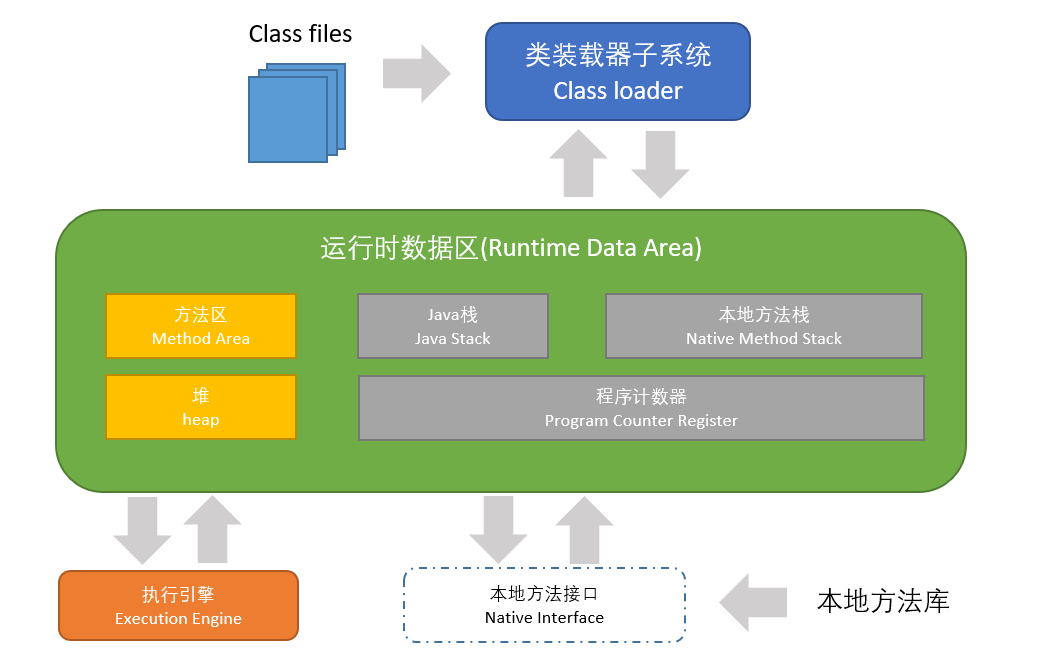 Class files
类装载器子系统
Class loader
运行时数据区(Runtime Data Area)
方法区
Method Area
Java栈
Java Stack
本地方法栈
Native Method Stack
堆
heap
程序计数器
Program Counter Register
执行引擎
Execution Engine
本地方法接口
Native Interface
本地方法库